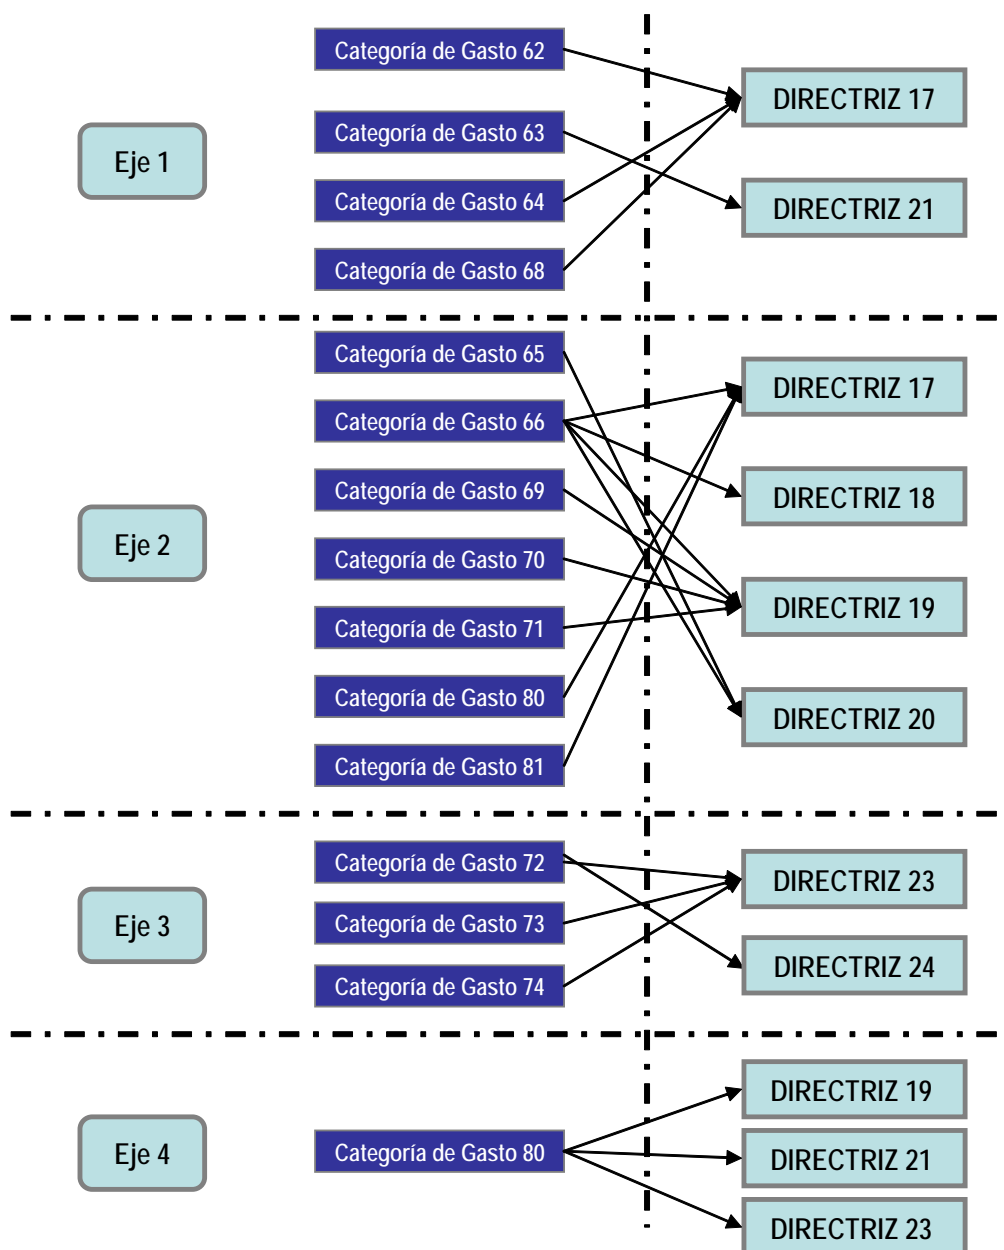 Eje 1
Categoría de Gasto 62
Categoría de Gasto 63
Categoría de Gasto 64
Categoría de Gasto 68
DIRECTRIZ 17
DIRECTRIZ 21
Eje 2
Categoría de Gasto 65
Categoría de Gasto 66
Categoría de Gasto 69
Categoría de Gasto 70
Categoría de Gasto 71
Categoría de Gasto 80
Categoría de Gasto 81
DIRECTRIZ 17
DIRECTRIZ 18
DIRECTRIZ 19
DIRECTRIZ 20
Eje 3
Categoría de Gasto 72
Categoría de Gasto 73
Categoría de Gasto 74
DIRECTRIZ 23
DIRECTRIZ 24
Eje 4
Categoría de Gasto 80
DIRECTRIZ 19
DIRECTRIZ 21
DIRECTRIZ 23